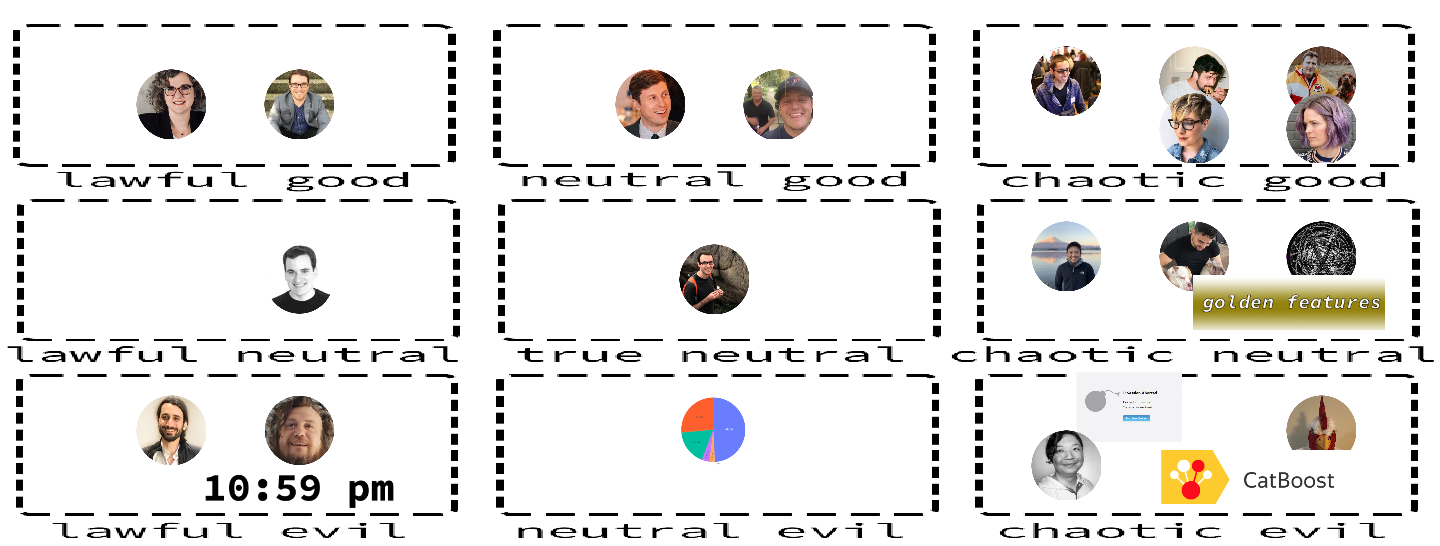 lawful good
neutral good
chaotic good
golden features
lawful neutral
true neutral
chaotic neutral
10:59 pm
CatBoost
lawful evil
neutral evil
chaotic evil